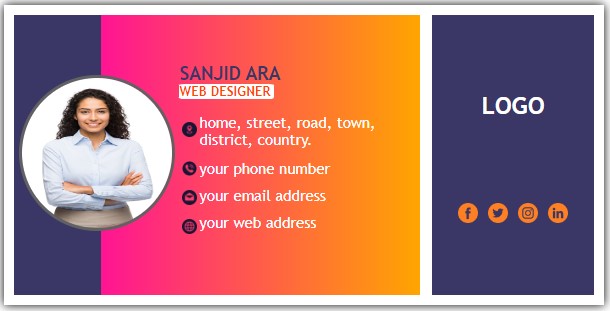 SANJID ARA
WEB DESIGNER
home, street, road, town,
district, country.
your phone number
your email address
your web address
LOGO